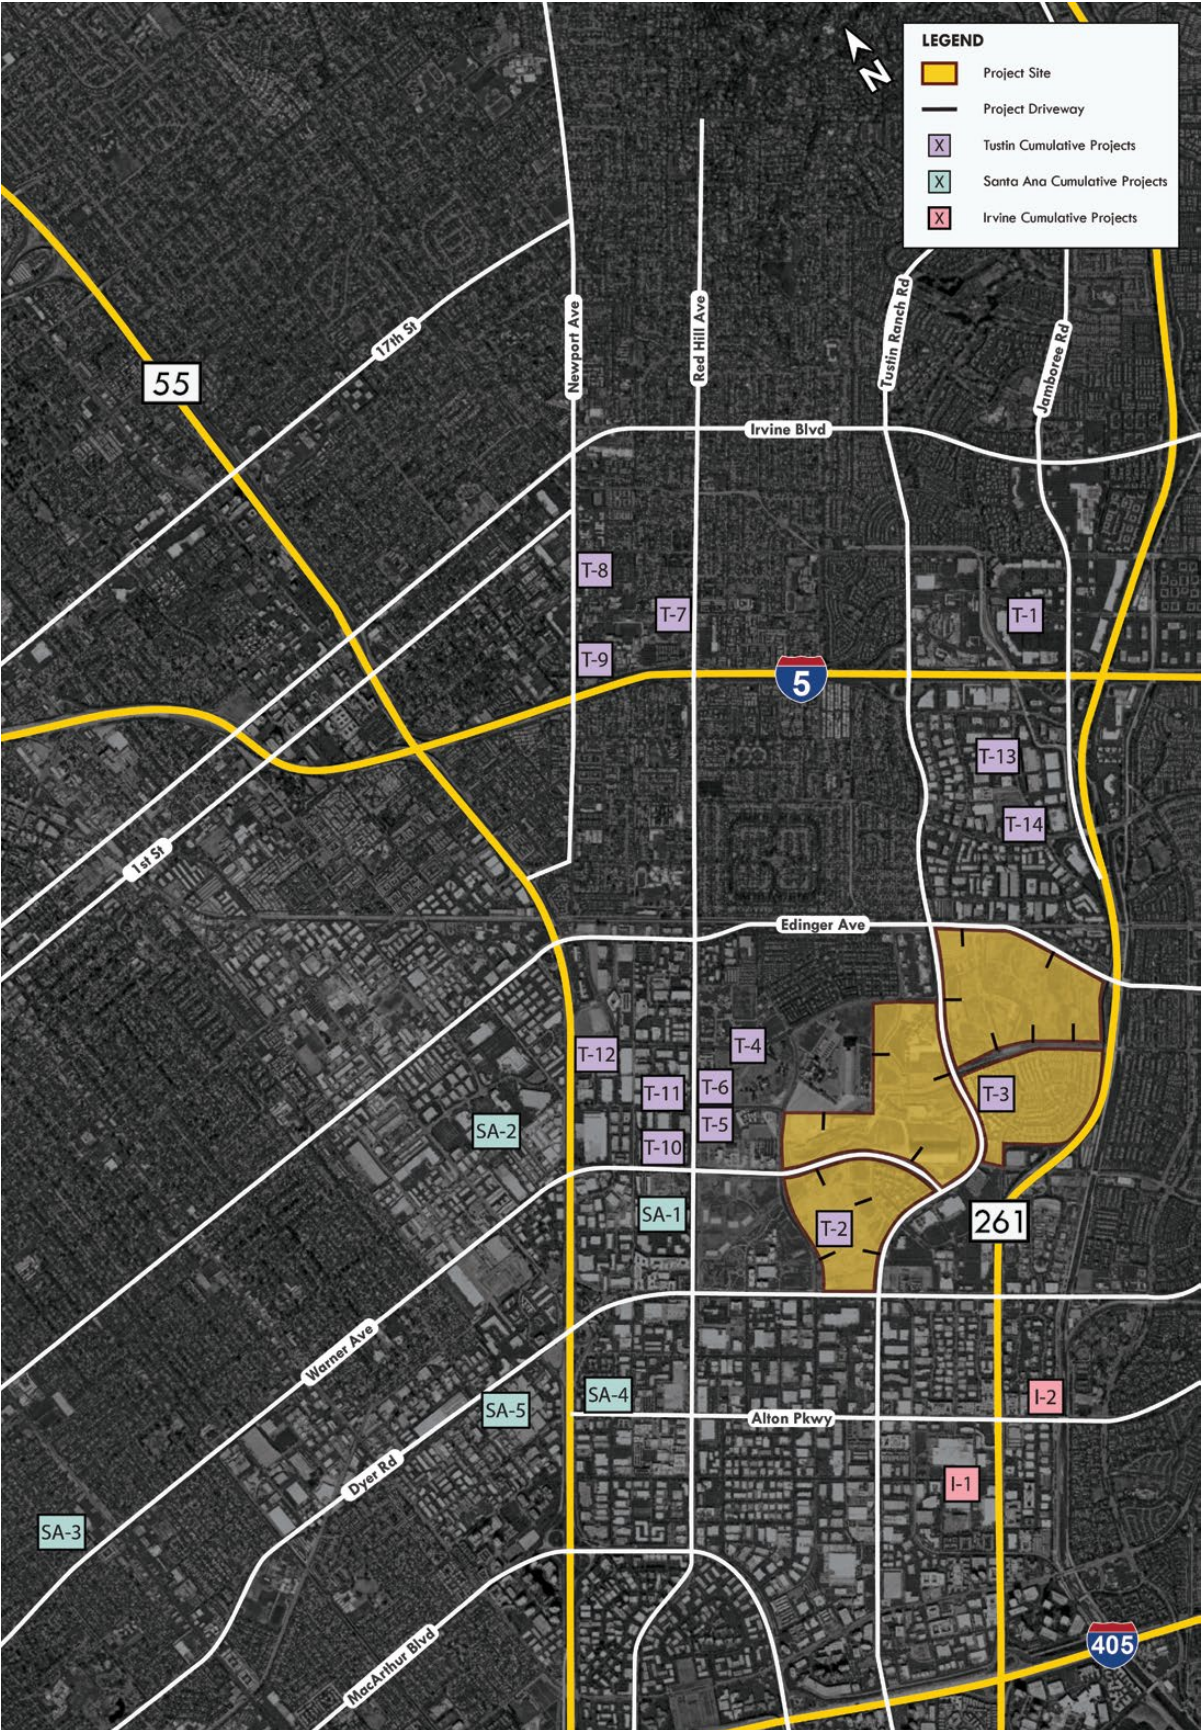 N
LEGEND
Project Site
Project Driveway
X Tustin Cumulative Projects
X Santa Ana Cumulative Projects
X Irvine Cumulative Projects
17th St
Newport Ave
Red Hill Ave
Tustin Ranch Rd
Jamboree Rd
55
Irvine Blvd
T-8
T-7
T-1
T-9
5
T-13
T-14
1st St
Edinger Ave
T-12
T-4
T-11
T-6
T-3
SA-2
T-5
T-10
SA-1
T-2
261
Warner Ave
SA-5
SA-4
I-2
Alton Pkwy
Dyer Rd
I-1
SA-3
MacArthur Blvd
405